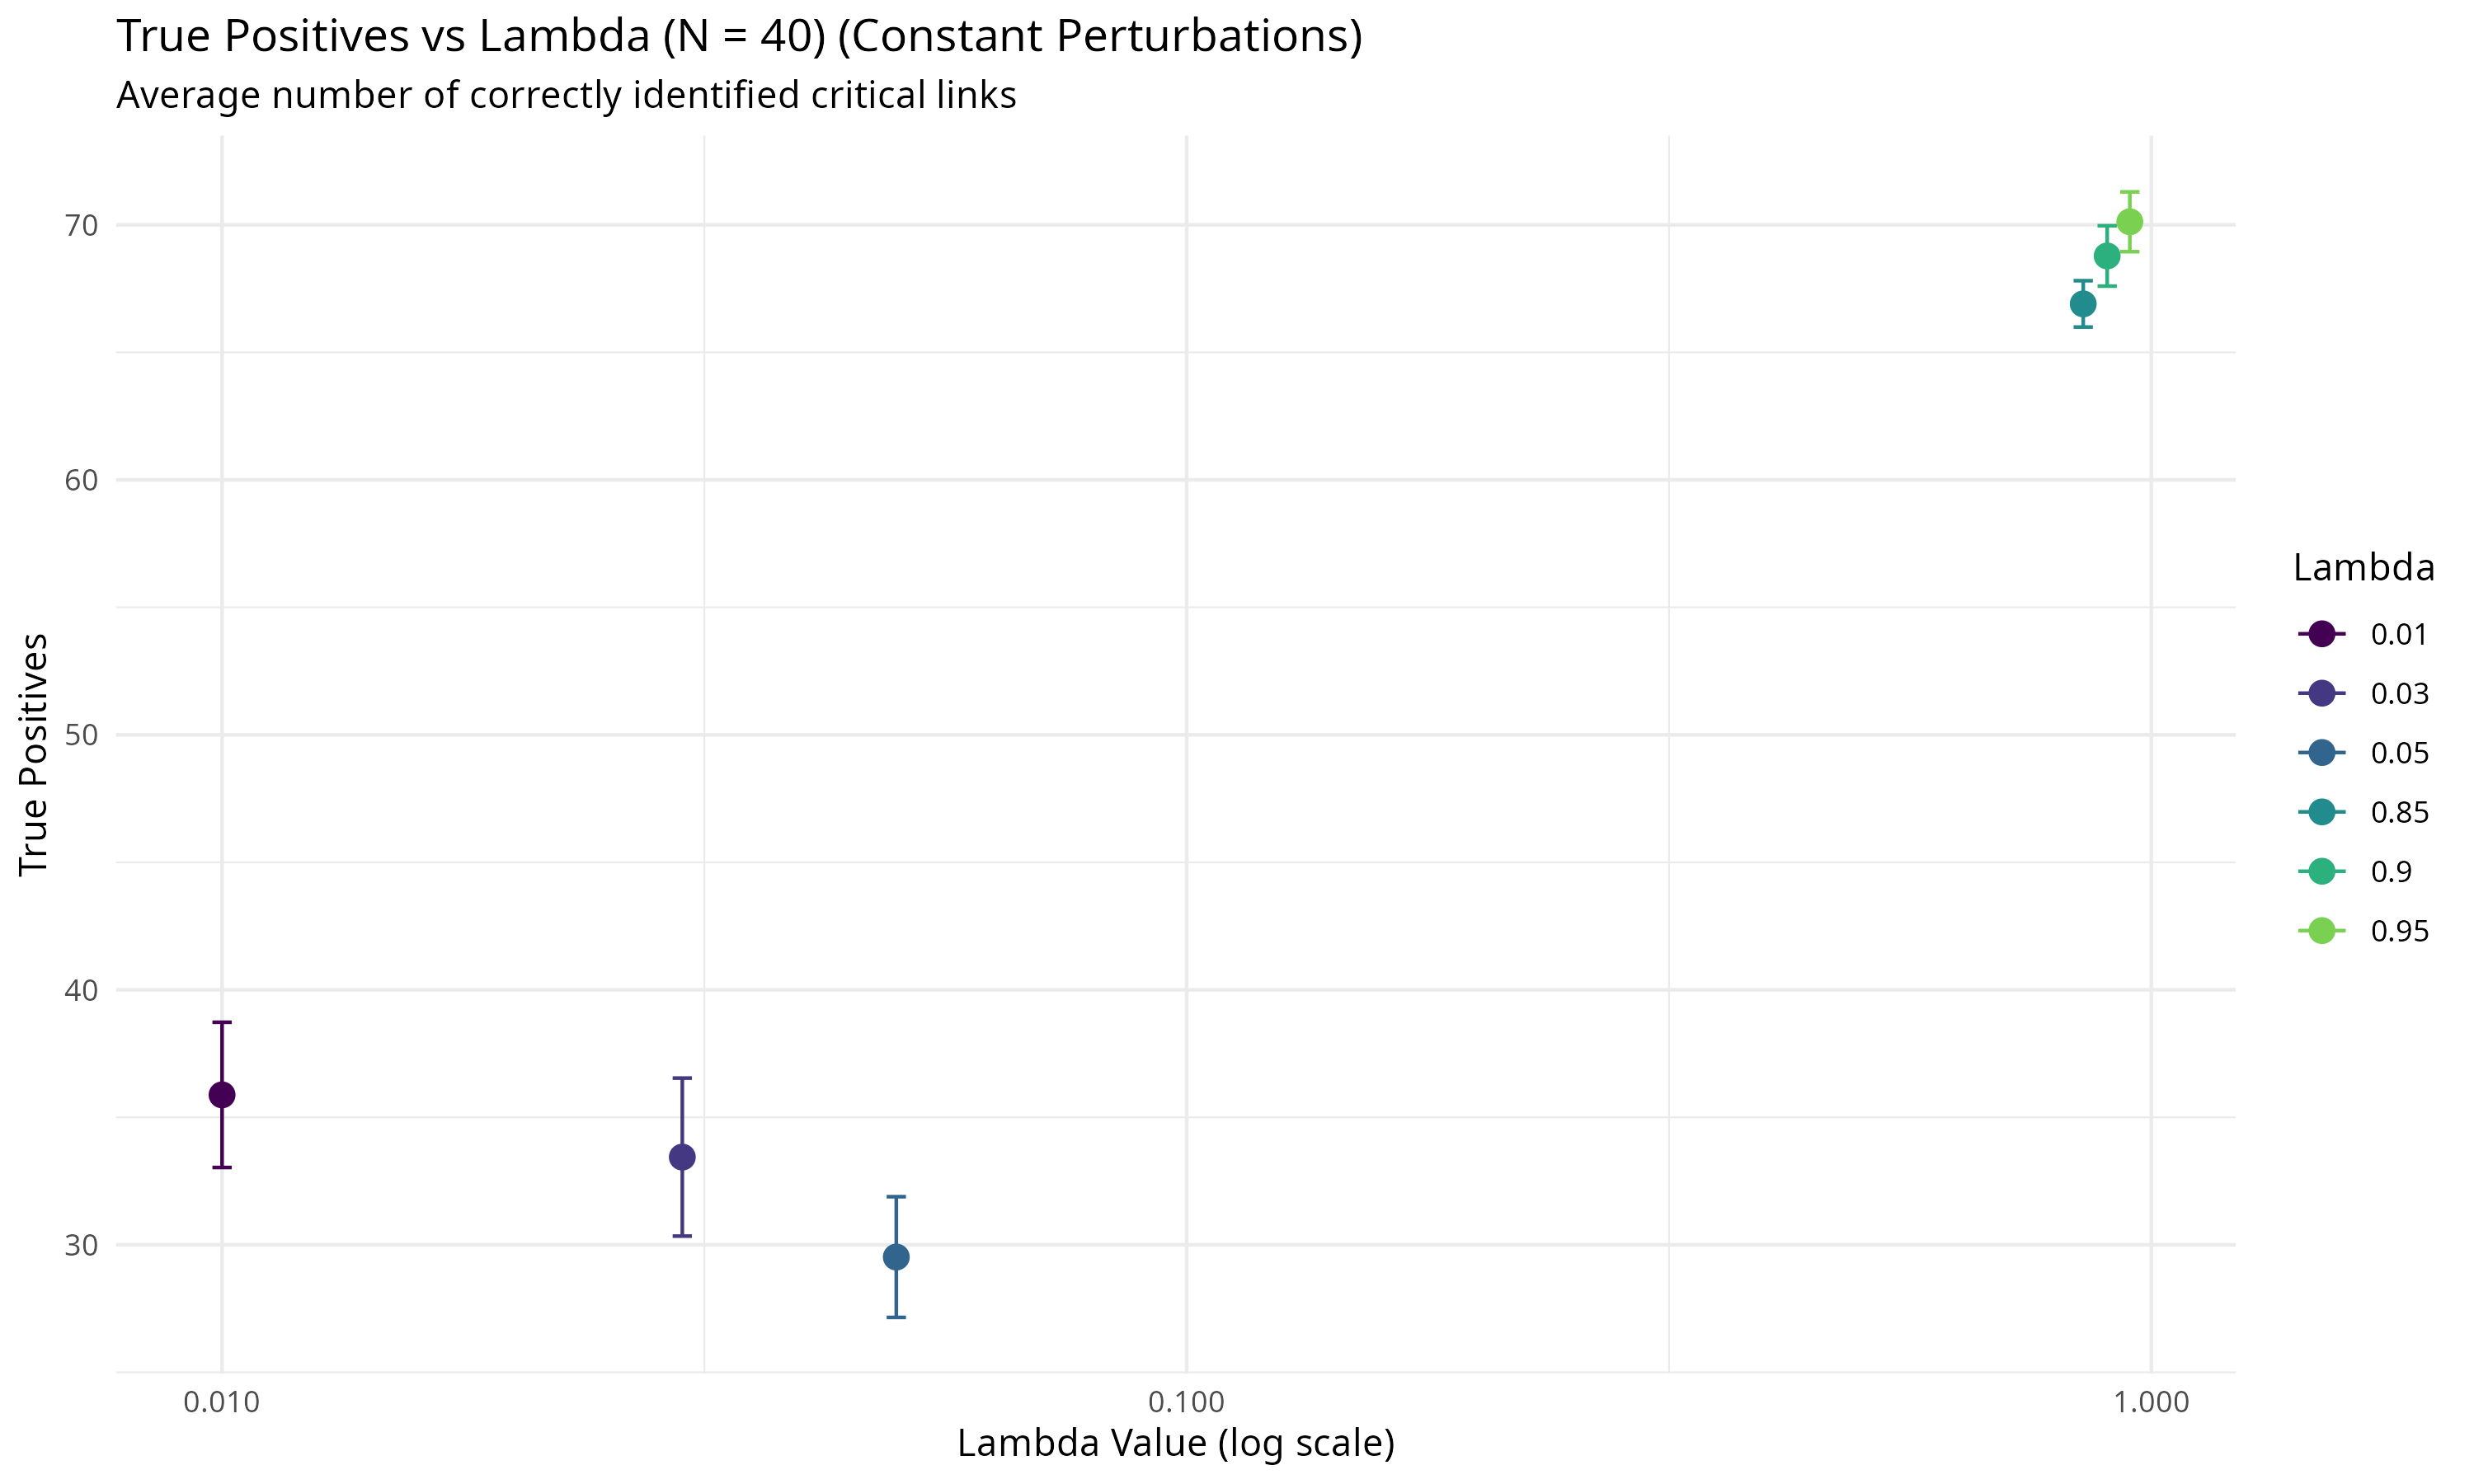 True Positives vs Lambda (N = 40) (Constant Perturbations)
Average number of correctly identified critical links
True Positives
70
60
50
40
30
0.010
0.100
1.000
Lambda Value (log scale)
Lambda
0.01
0.03
0.05
0.85
0.9
0.95